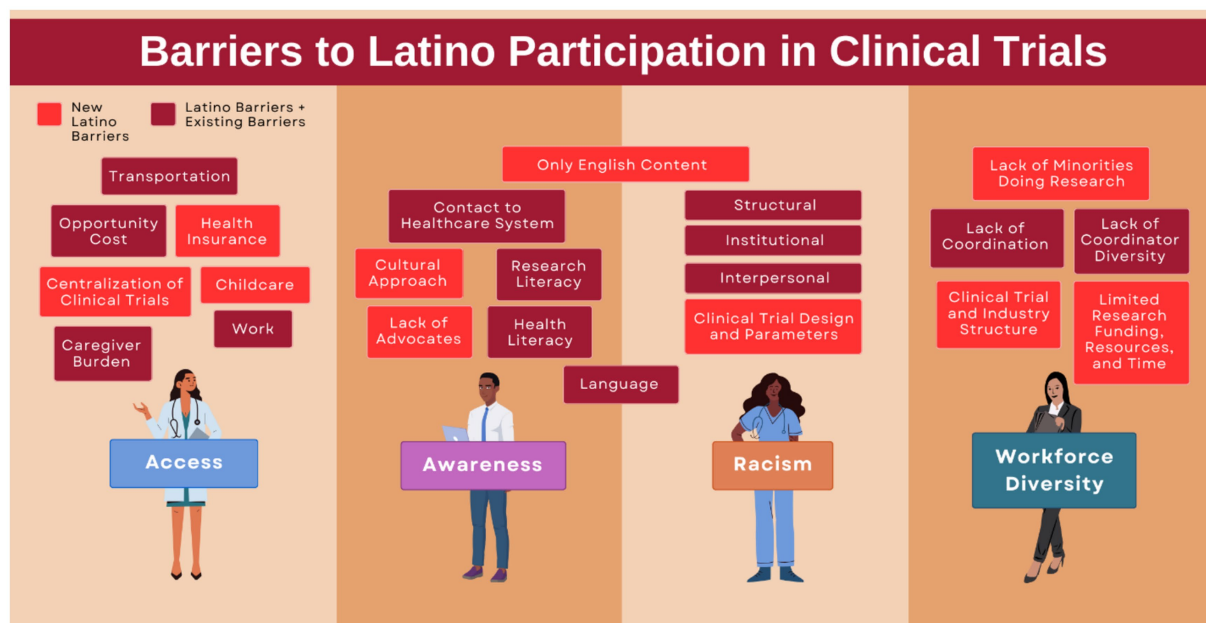 Barriers to Latino Participation in Clinical Trials
New
Latino
Barriers
Latino Barriers +
Existing Barriers
Transportation
Opportunity
Cost
Health
Insurance
Centralization of
Clinical Trials
Childcare
Work
Caregiver
Burden
Access
Only English Content
Contact to
Healthcare System
Cultural
Approach
Research
Literacy
Lack of
Advocates
Health
Literacy
Language
Awareness
Structural
Institutional
Interpersonal
Clinical Trial Design
and Parameters
Racism
Lack of Minorities
Doing Research
Lack of
Coordination
Lack of
Coordinator
Diversity
Clinical Trial
and Industry
Structure
Limited
Research
Funding,
Resources,
and Time
Workforce
Diversity